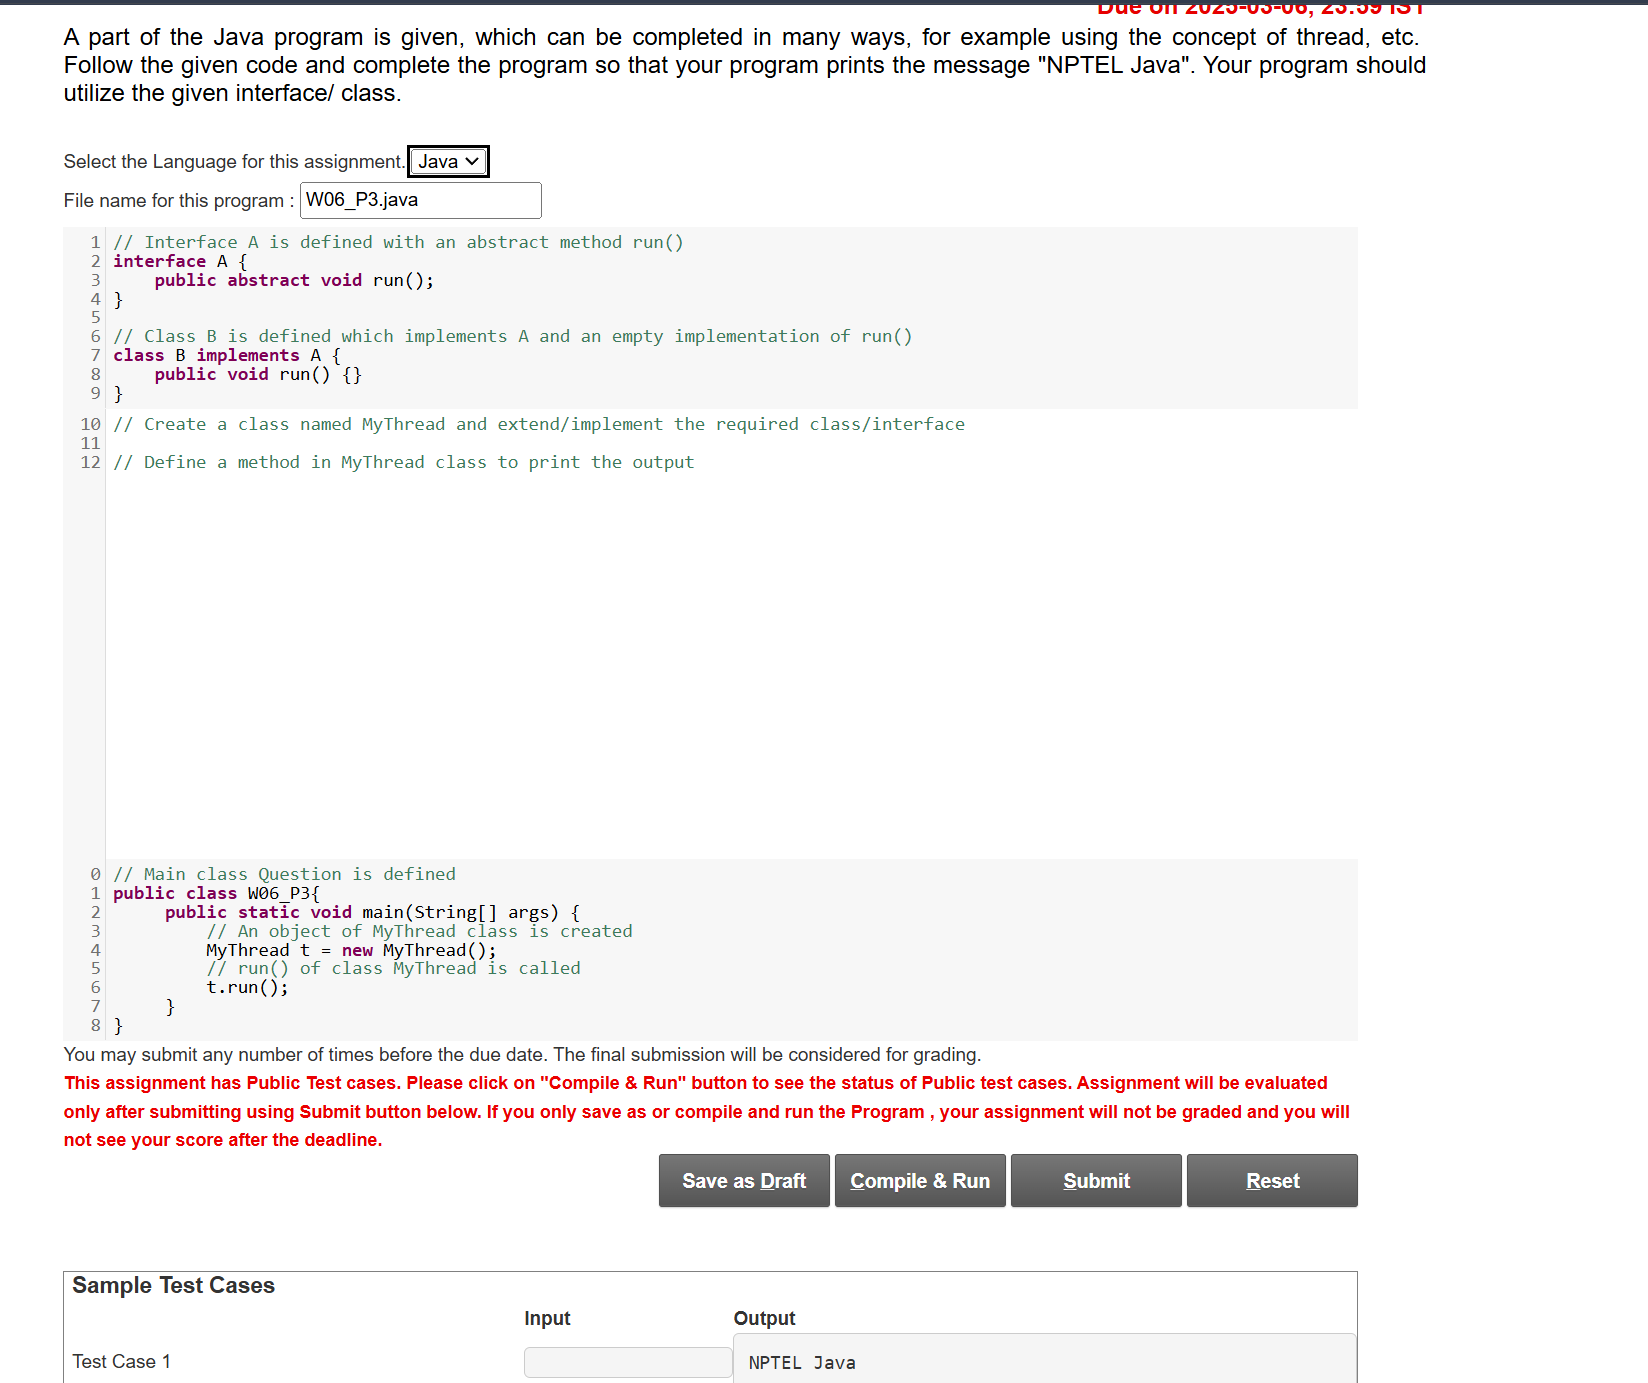 Due on 2025-03-06, 23:59 IST
A part of the Java program is given, which can be completed in many ways, for example using the concept of thread, etc.
Follow the given code and complete the program so that your program prints the message "NPTEL Java". Your program should
utilize the given interface/ class.
Select the Language for this assignment. Java
File name for this program : W06_P3.java
1 // Interface A is defined with an abstract method run()
2 interface A {
3     public abstract void run();
4 }
5
6 // Class B is defined which implements A and an empty implementation of run()
7 class B implements A {
8     public void run() {}
9 }
10 // Create a class named MyThread and extend/implement the required class/interface
11
12 // Define a method in MyThread class to print the output
0 // Main class Question is defined
1 public class W06_P3{
2      public static void main(String[] args) {
3          // An object of MyThread class is created
4          MyThread t = new MyThread();
5          // run() of class MyThread is called
6          t.run();
7      }
8 }
You may submit any number of times before the due date. The final submission will be considered for grading.
This assignment has Public Test cases. Please click on "Compile & Run" button to see the status of Public test cases. Assignment will be evaluated
only after submitting using Submit button below. If you only save as or compile and run the Program , your assignment will not be graded and you will
not see your score after the deadline.
Save as Draft Compile & Run Submit Reset
Sample Test Cases
Input Output
Test Case 1 NPTEL Java